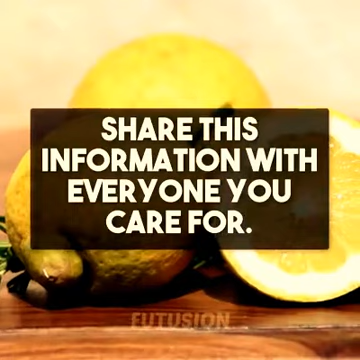 SHARE THIS
INFORMATION WITH
EVERYONE YOU
CARE FOR.
FUTUSION